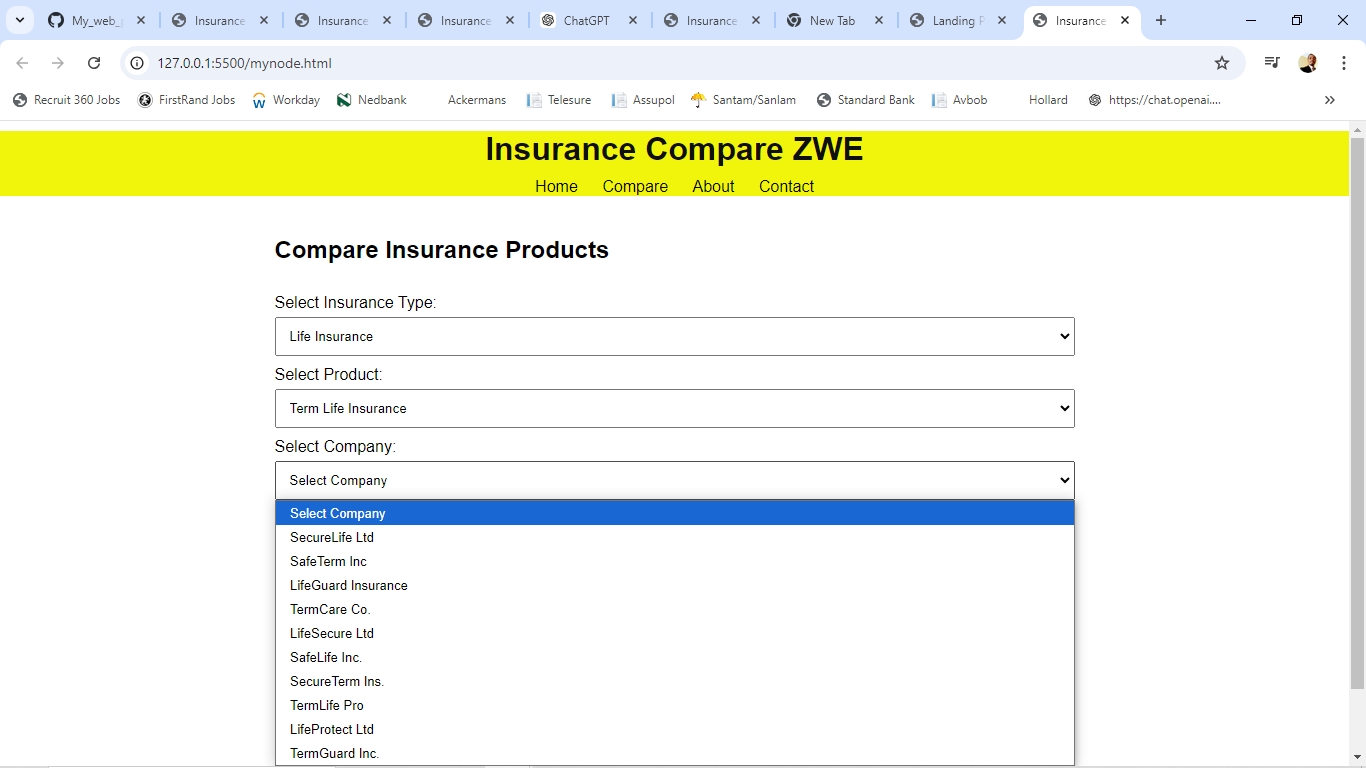 My_web_ Insurance Insurance Insurance ChatGPT Insurance New Tab Landing P Insurance
127.0.0.1:5500/mynode.html
Recruit 360 Jobs FirstRand Jobs Workday Nedbank Ackermans Telesure Assupol Santam/Sanlam Standard Bank Avbob Hollard https://chat.openai....
Insurance Compare ZWE
Home Compare About Contact
Compare Insurance Products
Select Insurance Type:
Life Insurance
Select Product:
Term Life Insurance
Select Company:
Select Company
Select Company
SecureLife Ltd
SafeTerm Inc
LifeGuard Insurance
TermCare Co.
LifeSecure Ltd
SafeLife Inc.
SecureTerm Ins.
TermLife Pro
LifeProtect Ltd
TermGuard Inc.